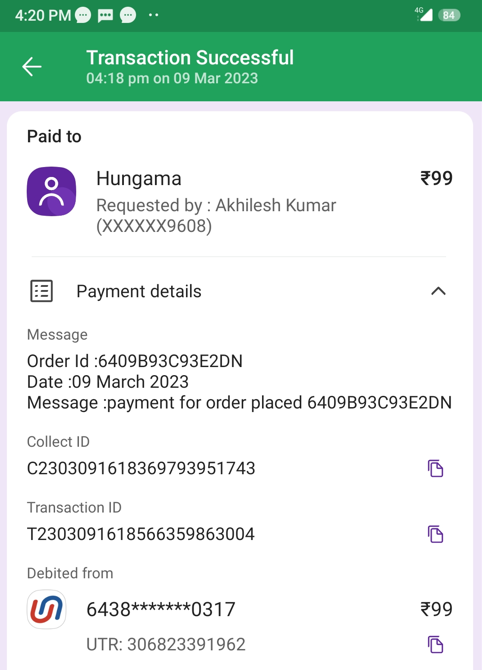 4:20 PM
4G 84
Transaction Successful
04:18 pm on 09 Mar 2023
Paid to
Hungama ₹99
Requested by : Akhilesh Kumar
(XXXXXX9608)
Payment details
Message
Order Id :6409B93C93E2DN
Date :09 March 2023
Message :payment for order placed 6409B93C93E2DN
Collect ID
C2303091618369793951743
Transaction ID
T2303091618566359863004
Debited from
6438*******0317 ₹99
UTR: 306823391962